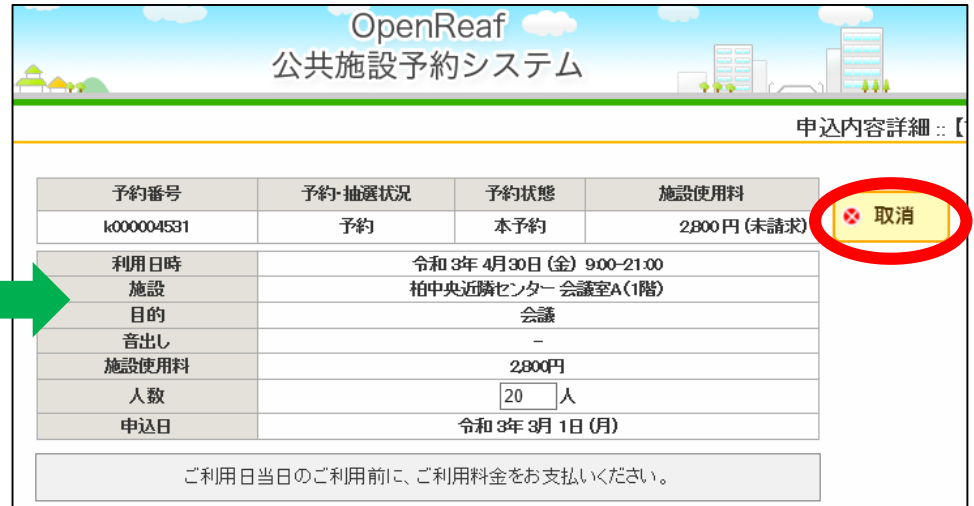 OpenReaf
公共施設予約システム
申込内容詳細 :: 【
予約番号 予約・抽選状況 予約状態 施設使用料
k000004531 予約 本予約 2,800円 (未請求)
取消
利用日時 令和 3年 4月30日 (金) 9:00-21:00
施設 柏中央近隣センター 会議室A(1階)
目的 会議
音出し −
施設使用料 2,800円
人数 20 人
申込日 令和 3年 3月 1日 (月)
ご利用日当日のご利用前に、ご利用料金をお支払いください。